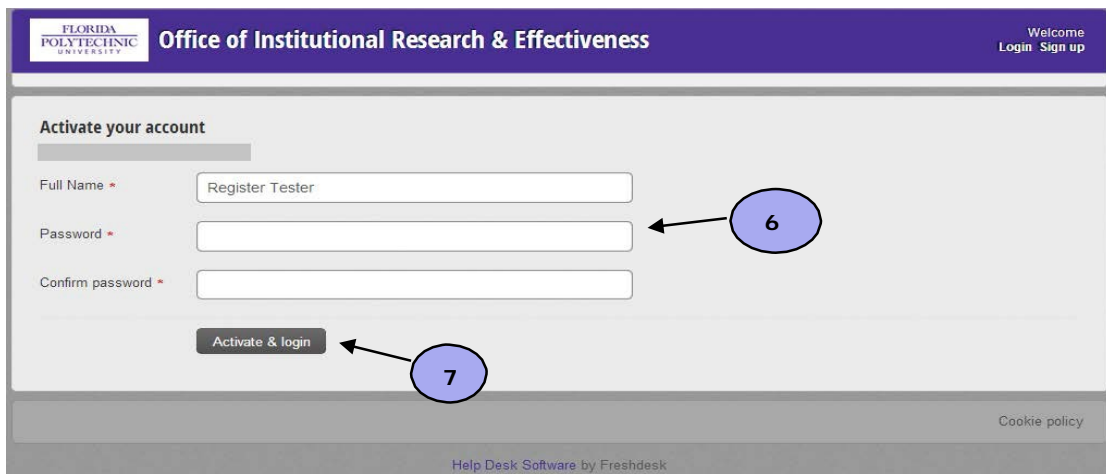 FLORIDA
POLYTECHNIC
UNIVERSITY
Office of Institutional Research & Effectiveness
Welcome
Login Sign up
Activate your account
Full Name *
Register Tester
Password *
6
Confirm password *
Activate & login
7
Cookie policy
Help Desk Software by Freshdesk